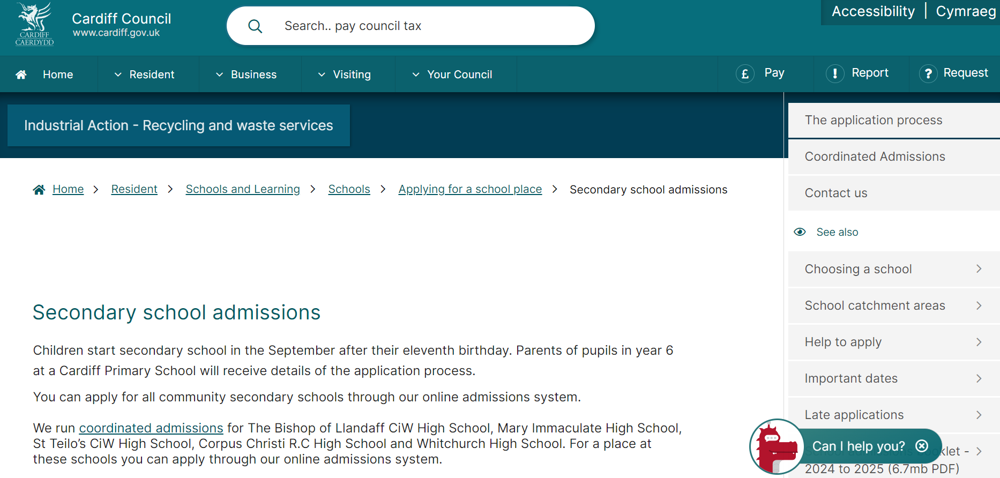 CARDIFF
CAERDYDD
Cardiff Council
www.cardiff.gov.uk
Search.. pay council tax
Accessibility | Cymraeg
Home
Resident
Business
Visiting
Your Council
£ Pay
! Report
? Request
Industrial Action - Recycling and waste services
Home > Resident > Schools and Learning > Schools > Applying for a school place > Secondary school admissions
Secondary school admissions
Children start secondary school in the September after their eleventh birthday. Parents of pupils in year 6
at a Cardiff Primary School will receive details of the application process.
You can apply for all community secondary schools through our online admissions system.
We run coordinated admissions for The Bishop of Llandaff CiW High School, Mary Immaculate High School,
St Teilo’s CiW High School, Corpus Christi R.C High School and Whitchurch High School. For a place at
these schools you can apply through our online admissions system.
The application process
Coordinated Admissions
Contact us
See also
Choosing a school
School catchment areas
Help to apply
Important dates
Late applications
Can I help you?
2024 to 2025 (6.7mb PDF)